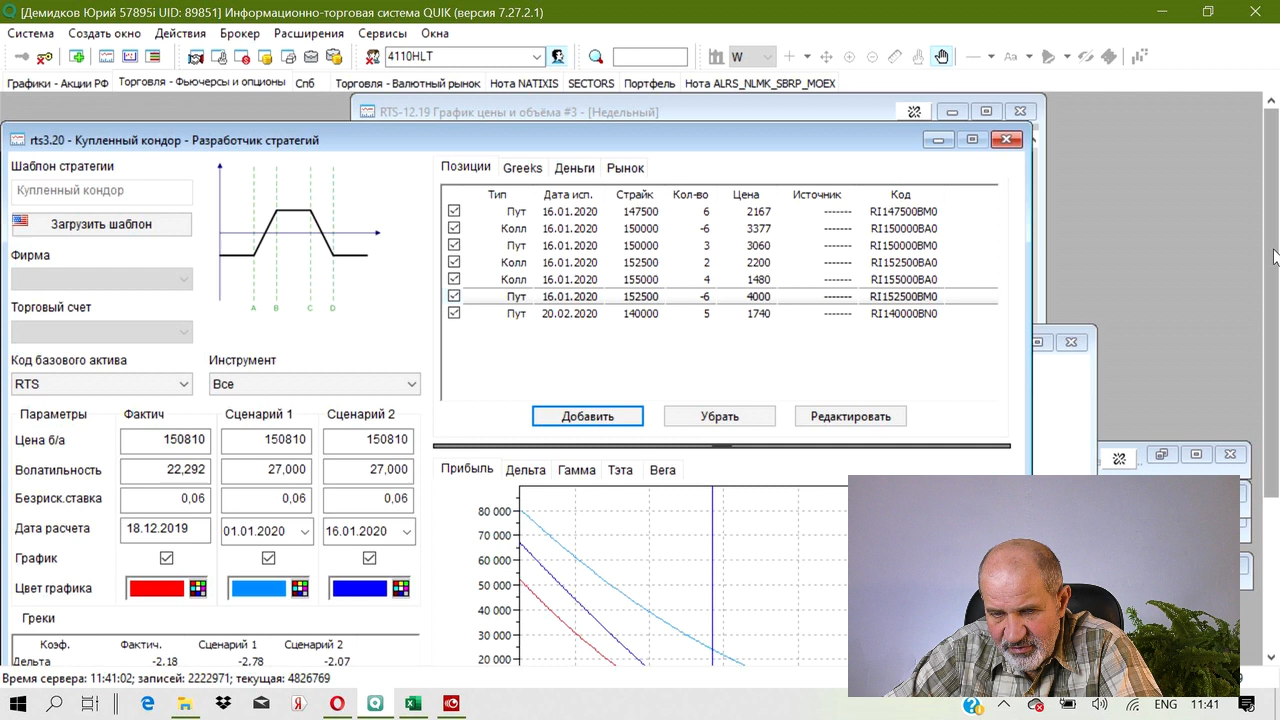 [Демидков Юрий 57895i UID: 89851] Информационно-торговая система QUIK (версия 7.27.2.1)
Система Создать окно Действия Брокер Расширения Сервисы Окна
4110HLT W Aa
Графики - Акции РФ Торговля - Фьючерсы и опционы Спб Торговля - Валютный рынок Нота NATIXIS SECTORS Портфель Нота ALRS_NLMK_SBRP_MOEX
RTS-12.19 График цены и объёма #3 - [Недельный]
rts3.20 - Купленный кондор - Разработчик стратегий
Шаблон стратегии
Купленный кондор
Загрузить шаблон
Фирма
Торговый счет
A B C D
Код базового актива Инструмент
RTS Все
Параметры Фактич Сценарий 1 Сценарий 2
Цена б/а 150810 150810 150810
Волатильность 22,292 27,000 27,000
Безриск.ставка 0,06 0,06 0,06
Дата расчета 18.12.2019 01.01.2020 16.01.2020
График
Цвет графика
Греки
Коэф. Фактич. Сценарий 1 Сценарий 2
Дельта -2.18 -2.78 -2.07
Позиции Greeks Деньги Рынок
Тип Дата исп. Страйк Кол-во Цена Источник Код
Пут 16.01.2020 147500 6 2167 ------- RI147500BM0
Колл 16.01.2020 150000 -6 3377 ------- RI150000BA0
Пут 16.01.2020 150000 3 3060 ------- RI150000BM0
Колл 16.01.2020 152500 2 2200 ------- RI152500BA0
Колл 16.01.2020 155000 4 1480 ------- RI155000BA0
Пут 16.01.2020 152500 -6 4000 ------- RI152500BM0
Пут 20.02.2020 140000 5 1740 ------- RI140000BN0
Добавить Убрать Редактировать
Прибыль Дельта Гамма Тэта Вега
80 000
70 000
60 000
50 000
40 000
30 000
20 000
Время сервера: 11:41:02; записей: 2222971; текущая: 4826769
ENG 11:41